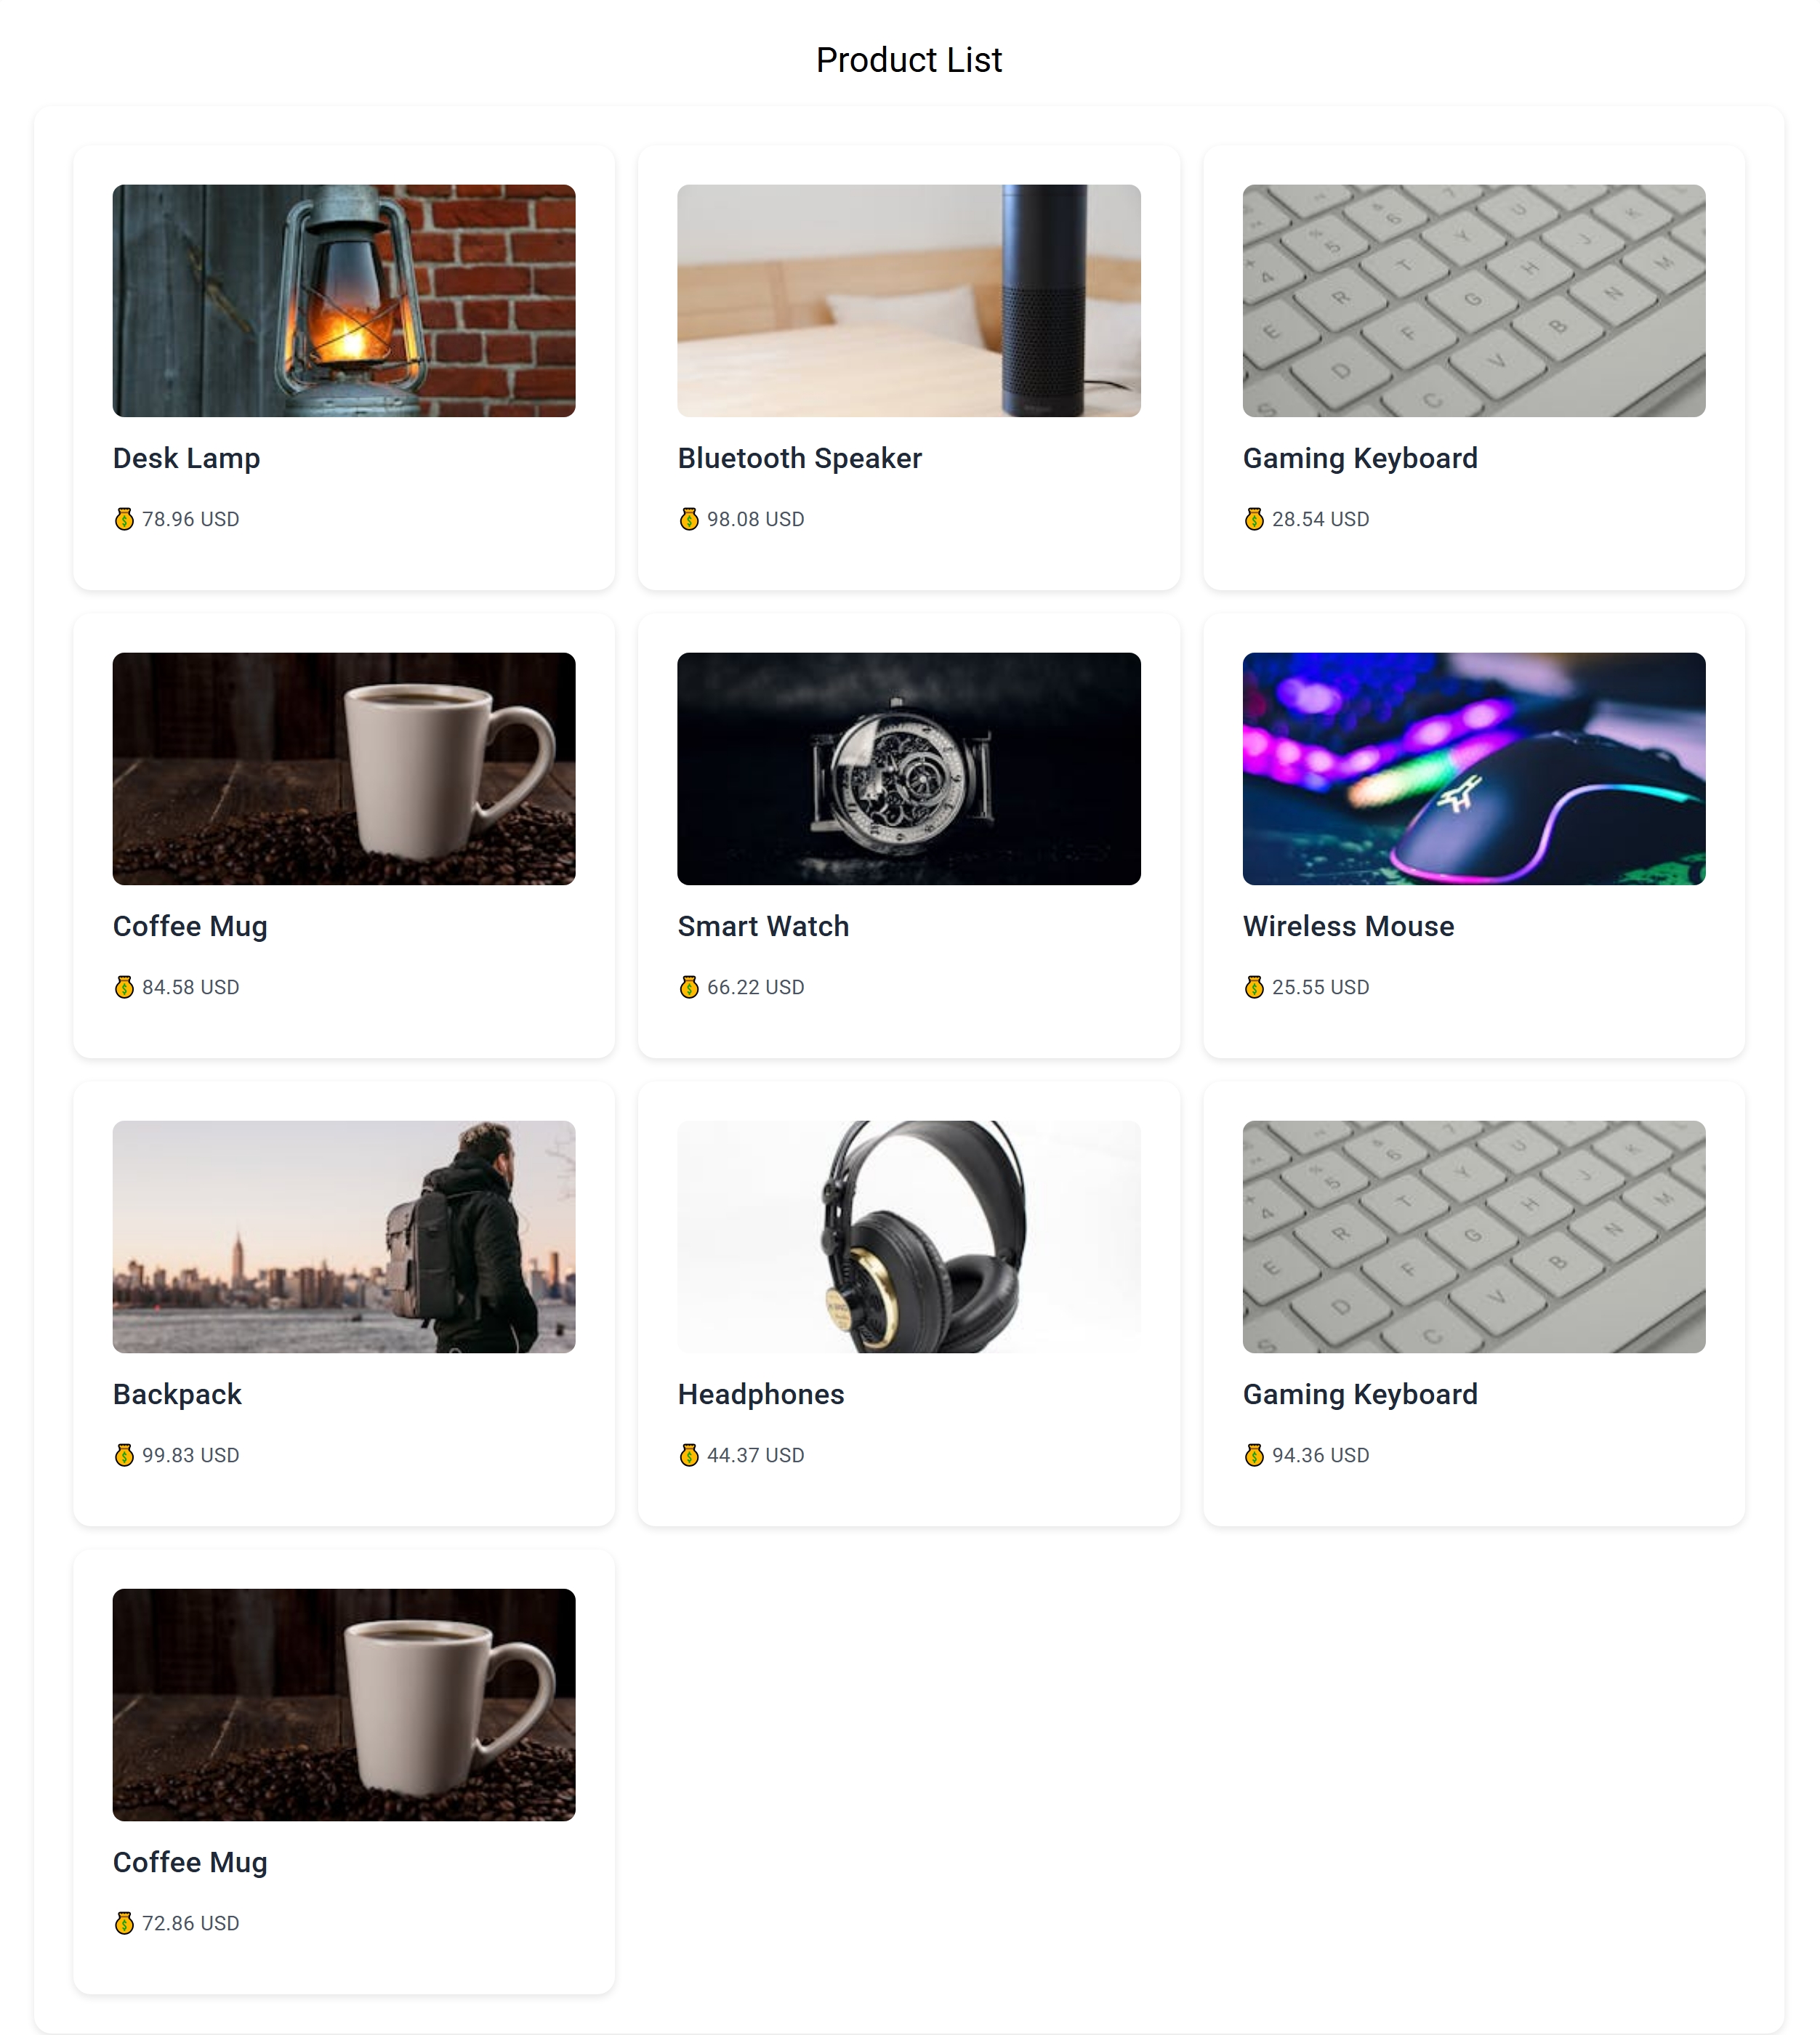 Product List
Desk Lamp
78.96 USD
Bluetooth Speaker
98.08 USD
Gaming Keyboard
28.54 USD
Coffee Mug
84.58 USD
Smart Watch
66.22 USD
Wireless Mouse
25.55 USD
Backpack
99.83 USD
Headphones
44.37 USD
Gaming Keyboard
94.36 USD
Coffee Mug
72.86 USD